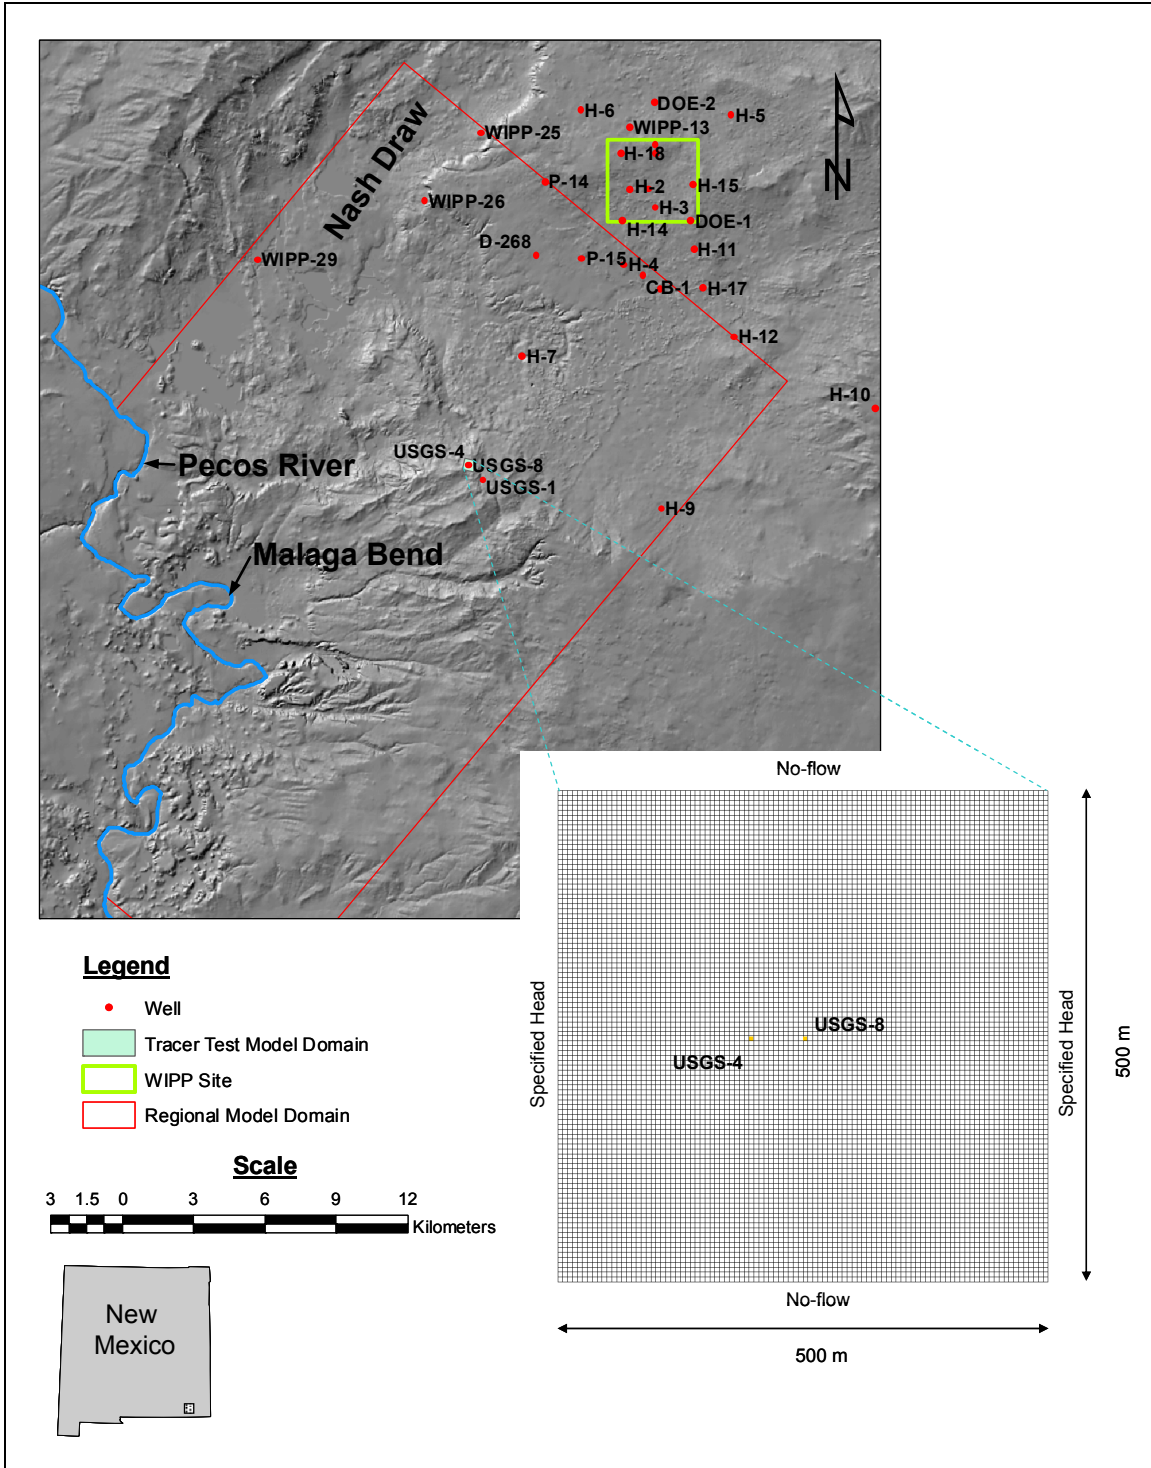 DOE-2
H-6
H-5
WIPP-13
WIPP-25
H-18
Nash Draw
P-14
H-2
H-15
WIPP-26
H-3
H-14
DOE-1
D-268
H-11
WIPP-29
P-15
H-4
CB-1
H-17
N
H-12
H-7
H-10
USGS-4
USGS-8
Pecos River
USGS-1
H-9
Malaga Bend
No-flow
Specified Head
USGS-8
USGS-4
Specified Head
500 m
No-flow
500 m
Legend
Well
Tracer Test Model Domain
WIPP Site
Regional Model Domain
Scale
3 1.5 0 3 6 9 12
Kilometers
New
Mexico